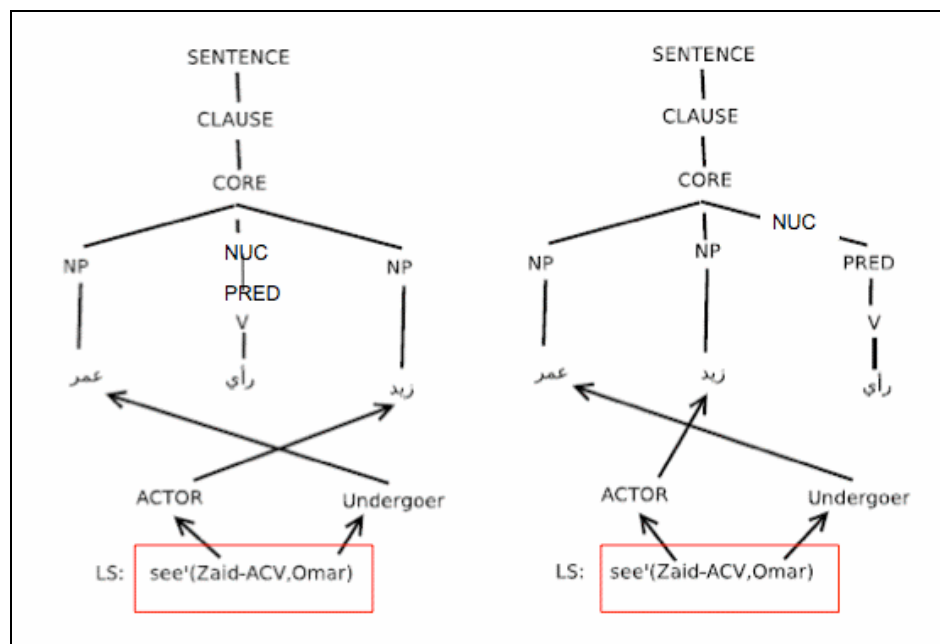 SENTENCE
CLAUSE
CORE
NP
NUC
NP
PRED
V
عمر
رأي
زيد
ACTOR
Undergoer
LS: see'(Zaid-ACV,Omar)
SENTENCE
CLAUSE
CORE
NUC
NP
NP
PRED
V
عمر
زيد
رأي
ACTOR
Undergoer
LS: see'(Zaid-ACV,Omar)